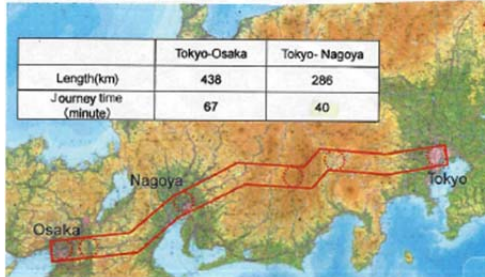 Tokyo-Osaka Tokyo- Nagoya
Length(km) 438 286
Journey time (minute) 67 40
Nagoya
Tokyo
Osaka